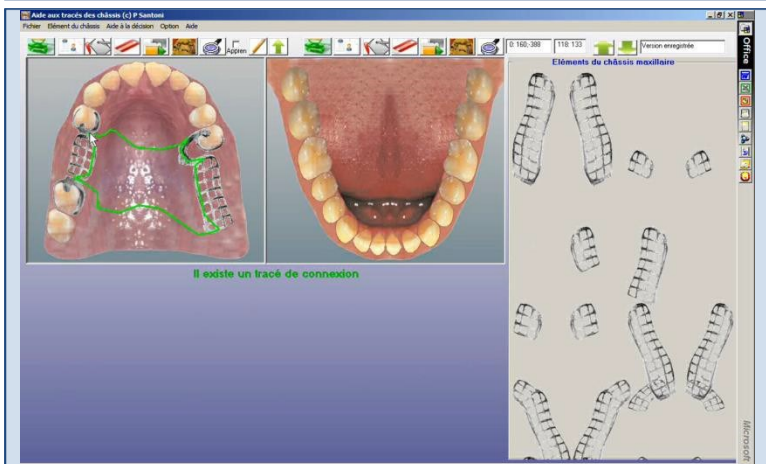 Aide aux tracés des châssis (c) P Santoni
Fichier Elément du châssis Aide à la décision Option Aide
Appren
0: 160;-398
118: 133
Version enregistrée
Eléments du châssis maxillaire
Il existe un tracé de connexion
Office
Microsoft